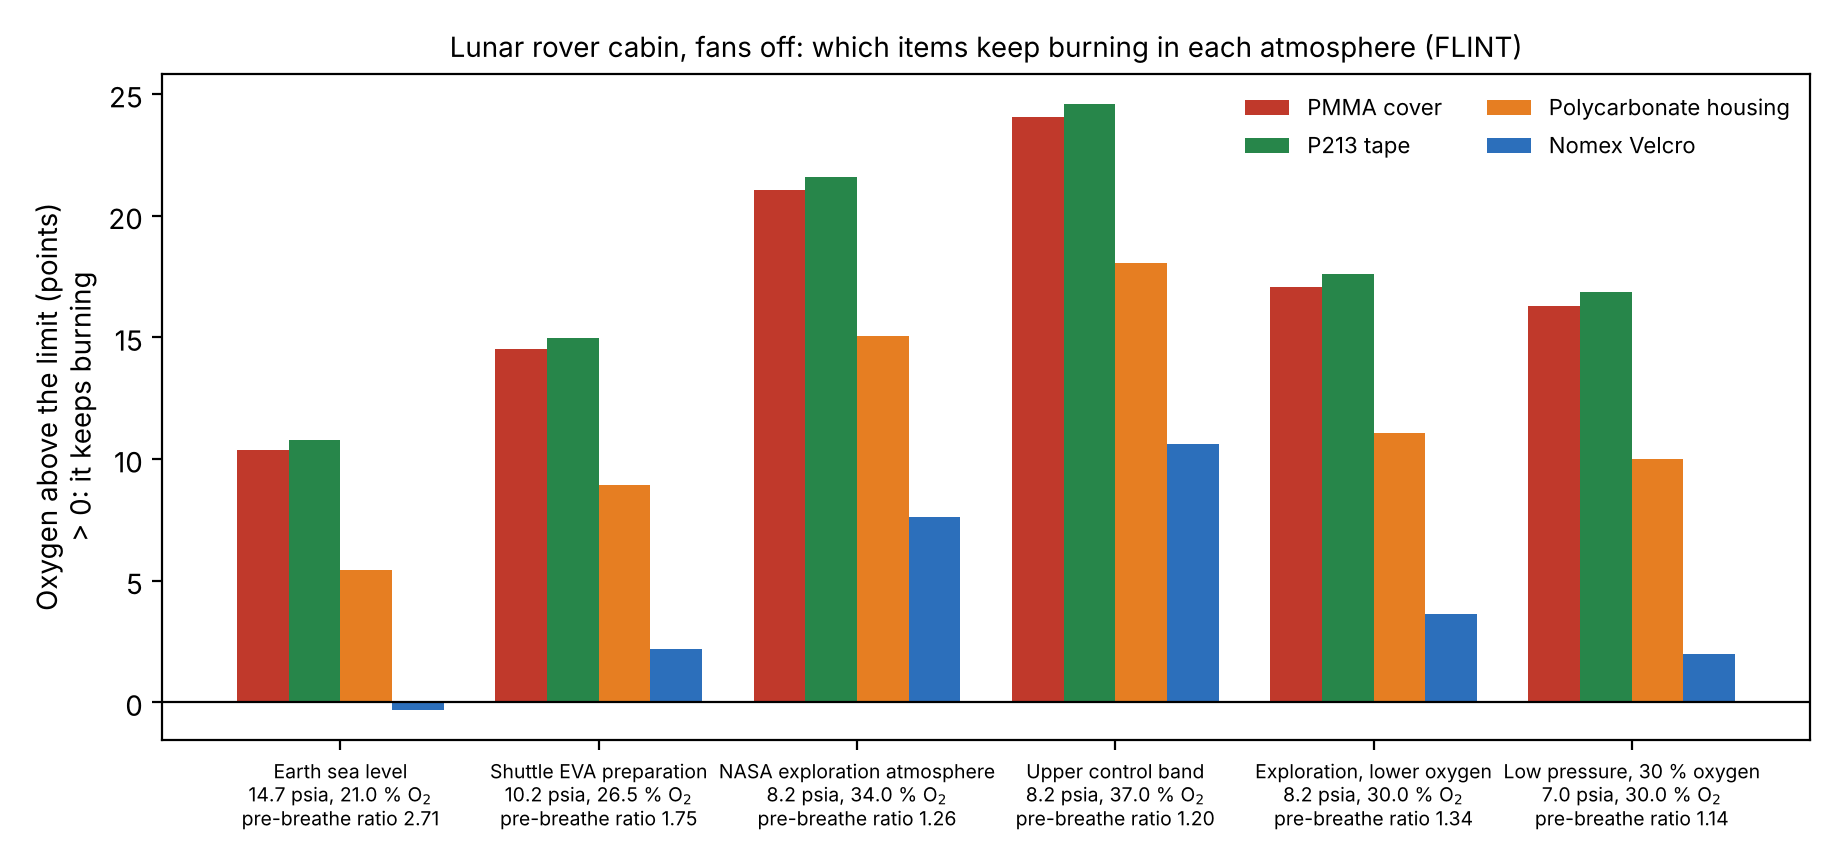 Lunar rover cabin, fans off: which items keep burning in each atmosphere (FLINT)
Oxygen above the limit (points)
> 0: it keeps burning
25
20
15
10
5
0
PMMA cover
P213 tape
Polycarbonate housing
Nomex Velcro
Earth sea level
14.7 psia, 21.0 % O₂
pre-breathe ratio 2.71
Shuttle EVA preparation
10.2 psia, 26.5 % O₂
pre-breathe ratio 1.75
NASA exploration atmosphere
8.2 psia, 34.0 % O₂
pre-breathe ratio 1.26
Upper control band
8.2 psia, 37.0 % O₂
pre-breathe ratio 1.20
Exploration, lower oxygen
8.2 psia, 30.0 % O₂
pre-breathe ratio 1.34
Low pressure, 30 % oxygen
7.0 psia, 30.0 % O₂
pre-breathe ratio 1.14